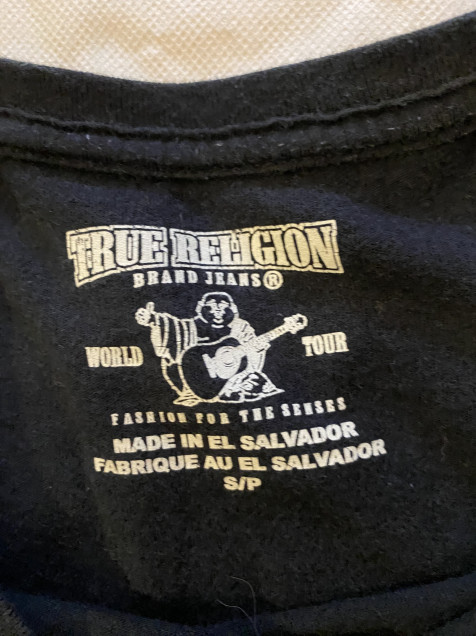 TRUE RELIGION
BRAND JEANS®
WORLD TOUR
FASHION FOR THE SENSES
MADE IN EL SALVADOR
FABRIQUE AU EL SALVADOR
S/P